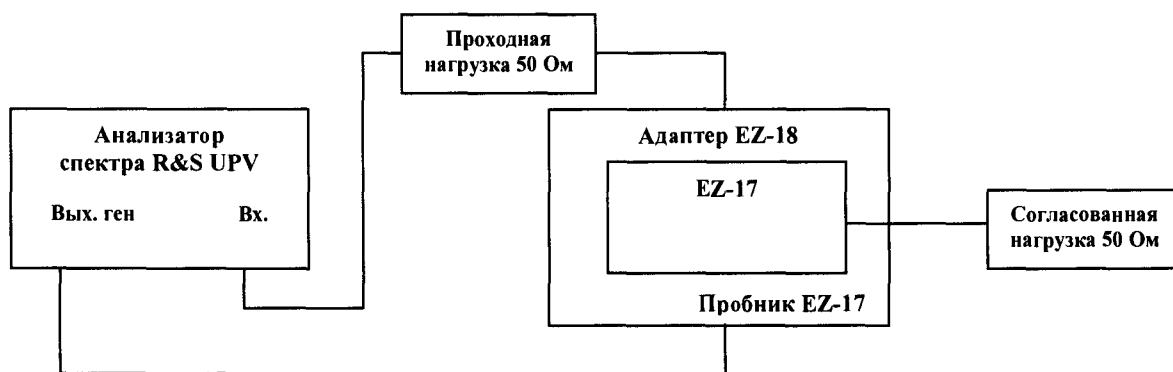 Проходная
нагрузка 50 Ом
Анализатор
спектра R&S UPV
Вых. ген
Вх.
Адаптер EZ-18
EZ-17
Пробник EZ-17
Согласованная
нагрузка 50 Ом